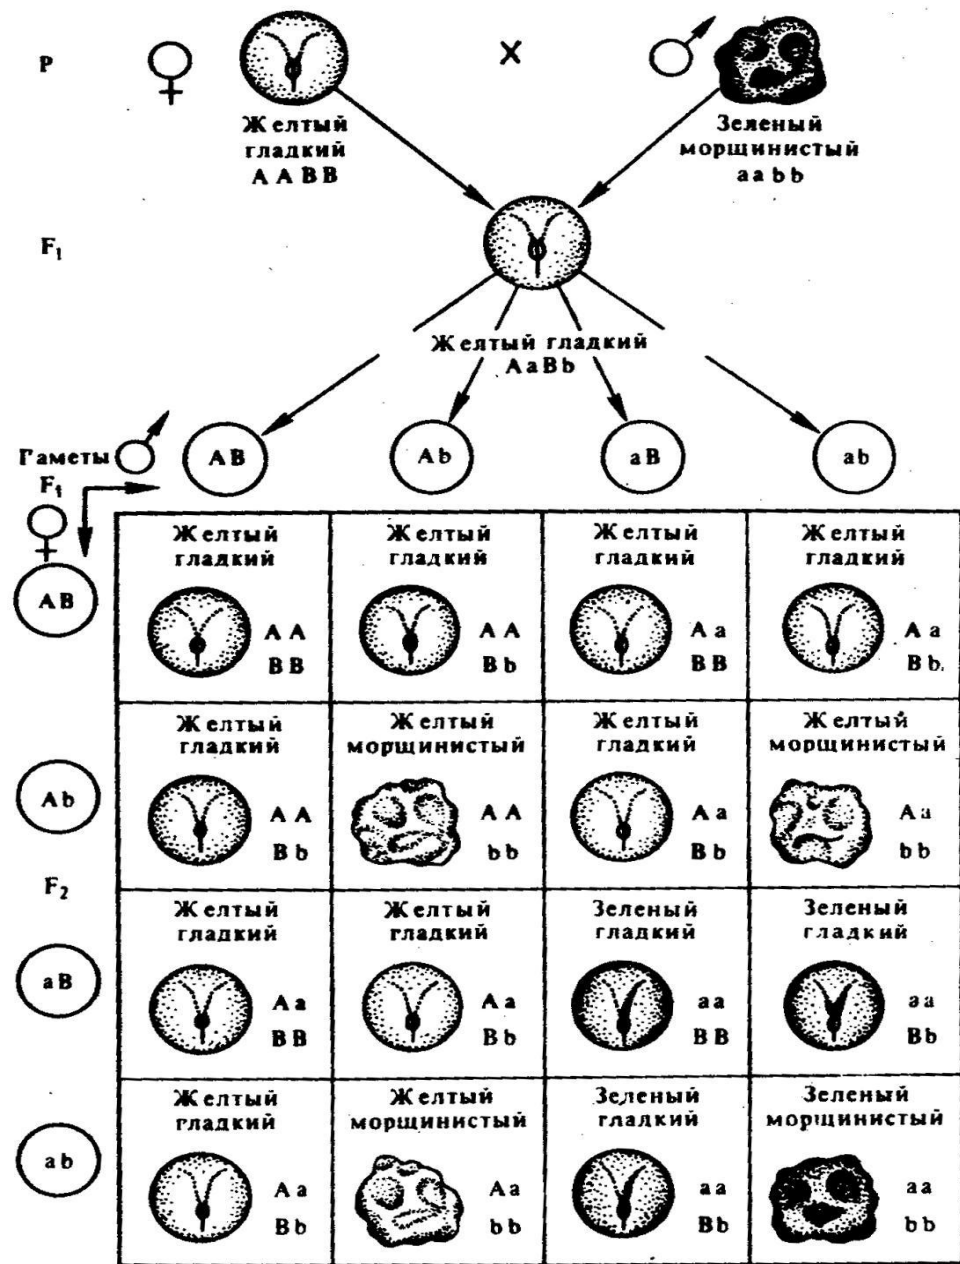 P
Желтый
гладкий
A A B B
X
Зеленый
морщинистый
a a b b
F₁
Желтый гладкий
A a B b
Гаметы
F₁
AB
Ab
aB
ab
AB
Желтый
гладкий
A A
B B
Желтый
гладкий
A A
B b
Желтый
гладкий
A a
B B
Желтый
гладкий
A a
B b
Ab
Желтый
гладкий
A A
B b
Желтый
морщинистый
A A
b b
Желтый
гладкий
A a
B b
Желтый
морщинистый
A a
b b
F₂
aB
Желтый
гладкий
A a
B B
Желтый
гладкий
A a
B b
Зеленый
гладкий
a a
B B
Зеленый
гладкий
a a
B b
ab
Желтый
гладкий
A a
B b
Желтый
морщинистый
A a
b b
Зеленый
гладкий
a a
B b
Зеленый
морщинистый
a a
b b